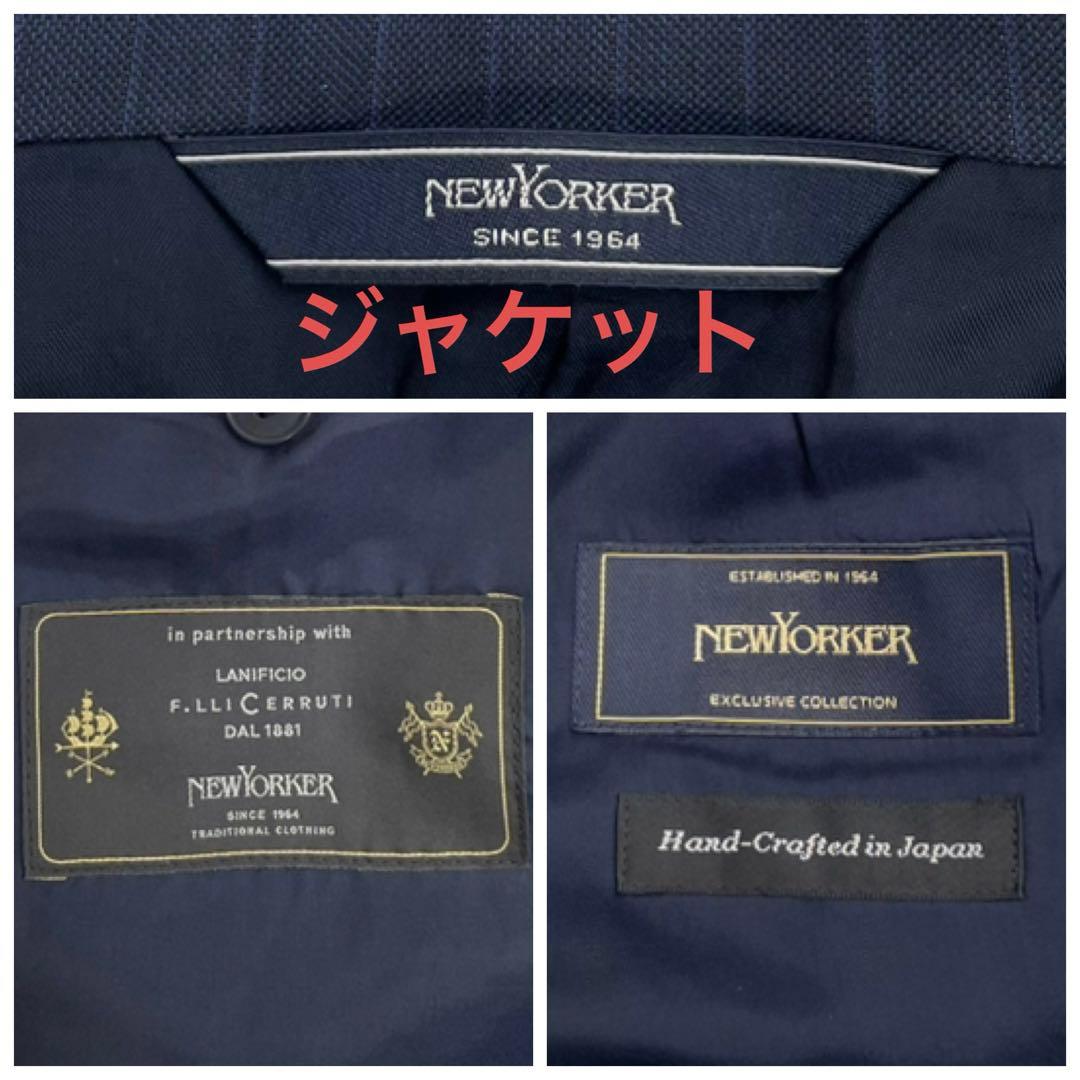 NEWYORKER
SINCE 1964
ジャケット
in partnership with
LANIFICIO
F.LLI CERRUTI
DAL 1881
N
NEWYORKER
SINCE 1964
TRADITIONAL CLOTHING
ESTABLISHED IN 1964
NEWYORKER
EXCLUSIVE COLLECTION
Hand-Crafted in Japan